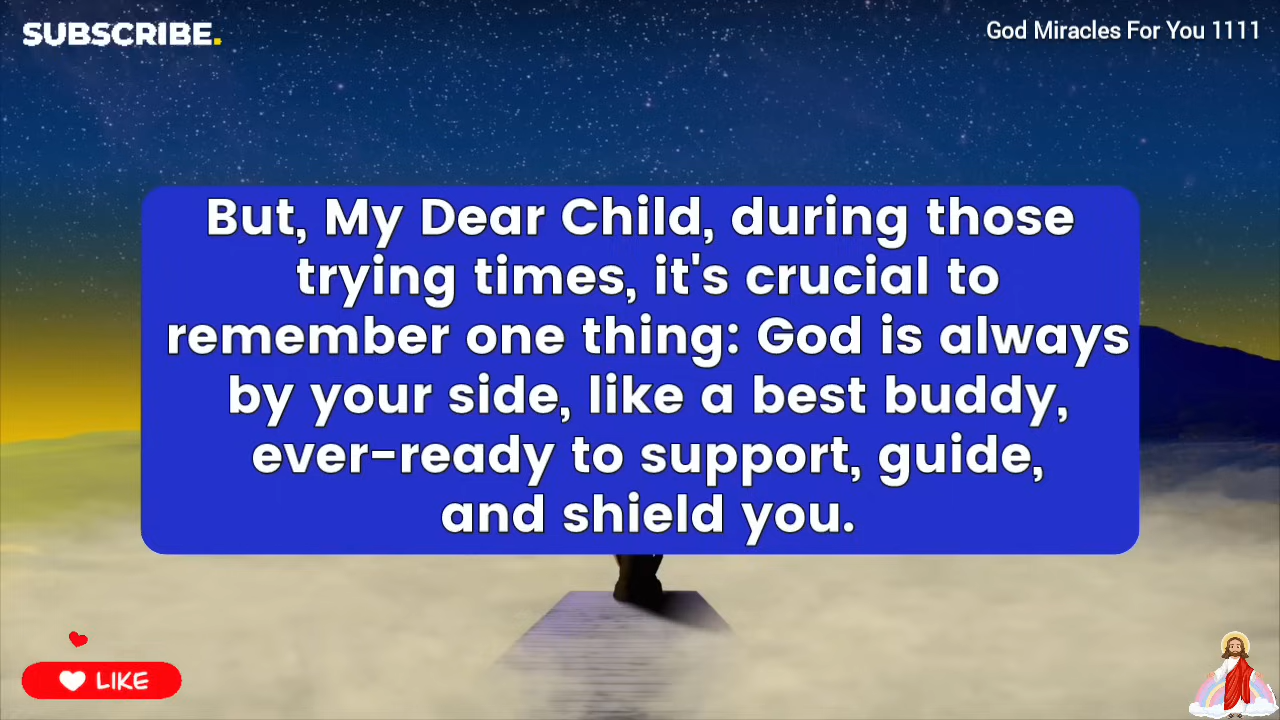 SUBSCRIBE.
God Miracles For You 1111
But, My Dear Child, during those
trying times, it's crucial to
remember one thing: God is always
by your side, like a best buddy,
ever-ready to support, guide,
and shield you.
LIKE